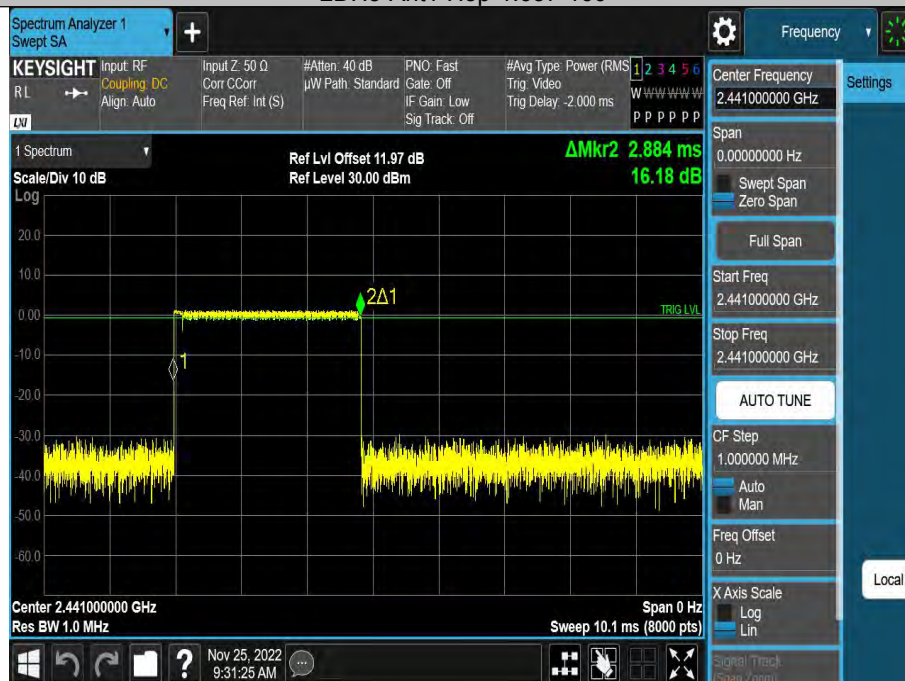 Spectrum Analyzer 1
Swept SA
+
Frequency
KEYSIGHT
RL
LXI
Input: RF
Coupling: DC
Align: Auto
Input Z: 50 Ω
Corr CCorr
Freq Ref: Int (S)
#Atten: 40 dB
µW Path: Standard
PNO: Fast
Gate: Off
IF Gain: Low
Sig Track: Off
#Avg Type: Power (RMS
Trig: Video
Trig Delay: -2.000 ms
1 2 3 4 5 6
W W W W W W
P P P P P P
1 Spectrum
Scale/Div 10 dB
Log
Ref Lvl Offset 11.97 dB
Ref Level 30.00 dBm
ΔMkr2 2.884 ms
16.18 dB
20.0
10.0
0.00
-10.0
-20.0
-30.0
-40.0
-50.0
-60.0
2Δ1
1
TRIG LVL
Center 2.441000000 GHz
Res BW 1.0 MHz
Span 0 Hz
Sweep 10.1 ms (8000 pts)
?
Nov 25, 2022
9:31:25 AM
Center Frequency
2.441000000 GHz
Span
0.00000000 Hz
Swept Span
Zero Span
Full Span
Start Freq
2.441000000 GHz
Stop Freq
2.441000000 GHz
AUTO TUNE
CF Step
1.000000 MHz
Auto
Man
Freq Offset
0 Hz
X Axis Scale
Log
Lin
Signal Track
(Span Zoom)
Settings
Local